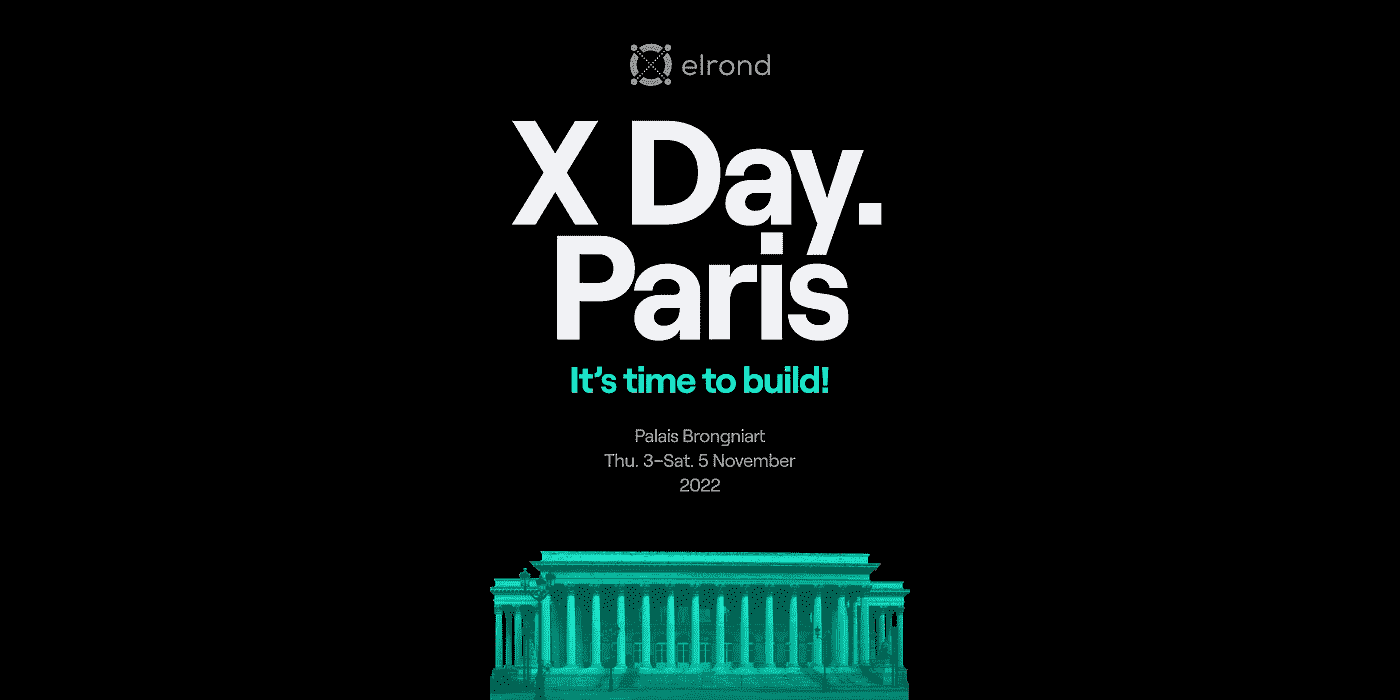 elrond
X Day.
Paris
It’s time to build!
Palais Brongniart
Thu. 3–Sat. 5 November
2022